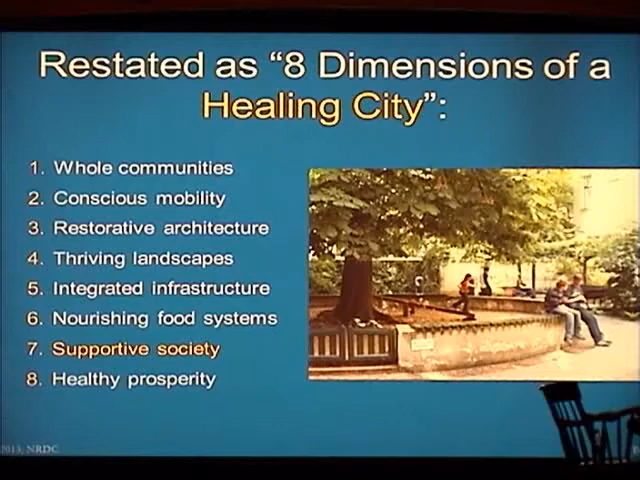 Restated as “8 Dimensions of a
Healing City”:
1. Whole communities
2. Conscious mobility
3. Restorative architecture
4. Thriving landscapes
5. Integrated infrastructure
6. Nourishing food systems
7. Supportive society
8. Healthy prosperity
2013, NRDC